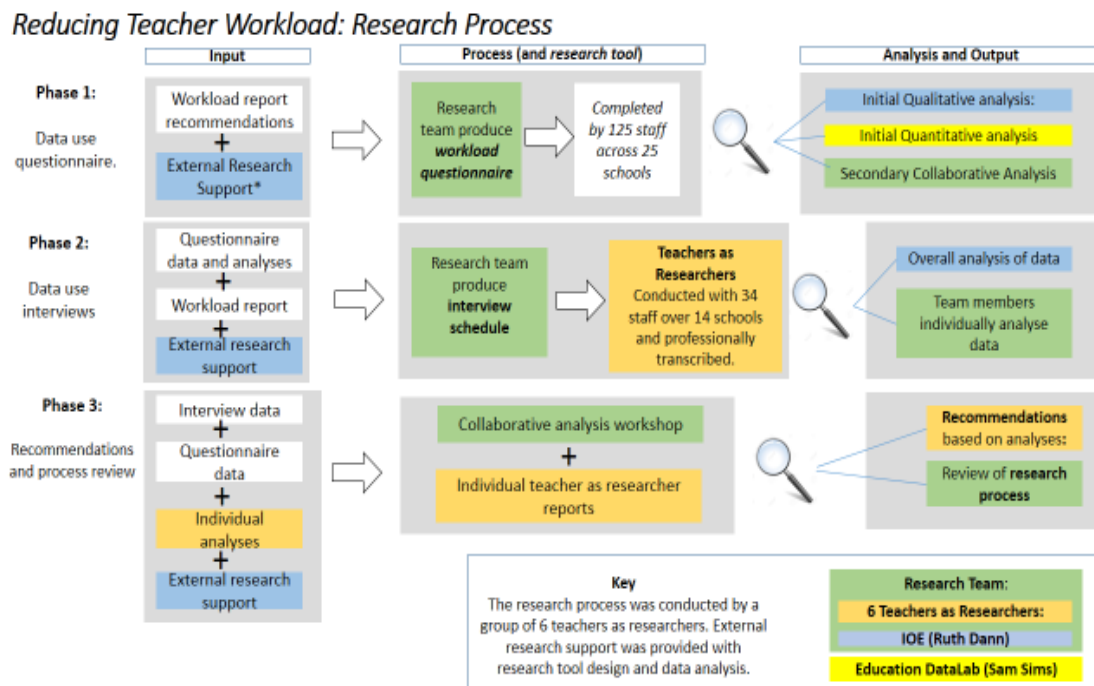 Reducing Teacher Workload: Research Process
Input
Process (and research tool)
Analysis and Output
Phase 1:
Data use
questionnaire.
Workload report
recommendations
+
External Research
Support*
Research
team produce
workload
questionnaire
Completed
by 125 staff
across 25
schools
Initial Qualitative analysis:
Initial Quantitative analysis
Secondary Collaborative Analysis
Phase 2:
Data use
interviews
Questionnaire
data and analyses
+
Workload report
+
External research
support
Research team
produce
interview
schedule
Teachers as
Researchers
Conducted with 34
staff over 14 schools
and professionally
transcribed.
Overall analysis of data
Team members
individually analyse
data
Phase 3:
Recommendations
and process review
Interview data
+
Questionnaire
data
+
Individual
analyses
+
External research
support
Collaborative analysis workshop
+
Individual teacher as researcher
reports
Recommendations
based on analyses:
Review of research
process
Key
The research process was conducted by a
group of 6 teachers as researchers. External
research support was provided with
research tool design and data analysis.
Research Team:
6 Teachers as Researchers:
IOE (Ruth Dann)
Education DataLab (Sam Sims)